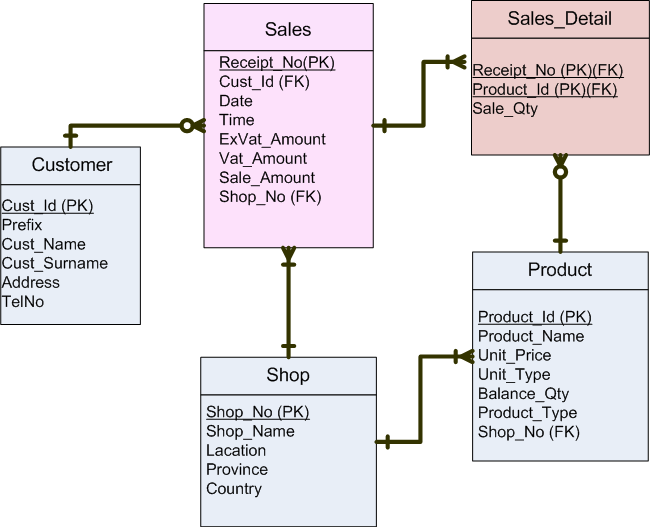 Sales
Receipt_No(PK)
Cust_Id (FK)
Date
Time
ExVat_Amount
Vat_Amount
Sale_Amount
Shop_No (FK)
Sales_Detail
Receipt_No (PK)(FK)
Product_Id (PK)(FK)
Sale_Qty
Customer
Cust_Id (PK)
Prefix
Cust_Name
Cust_Surname
Address
TelNo
Shop
Shop_No (PK)
Shop_Name
Lacation
Province
Country
Product
Product_Id (PK)
Product_Name
Unit_Price
Unit_Type
Balance_Qty
Product_Type
Shop_No (FK)